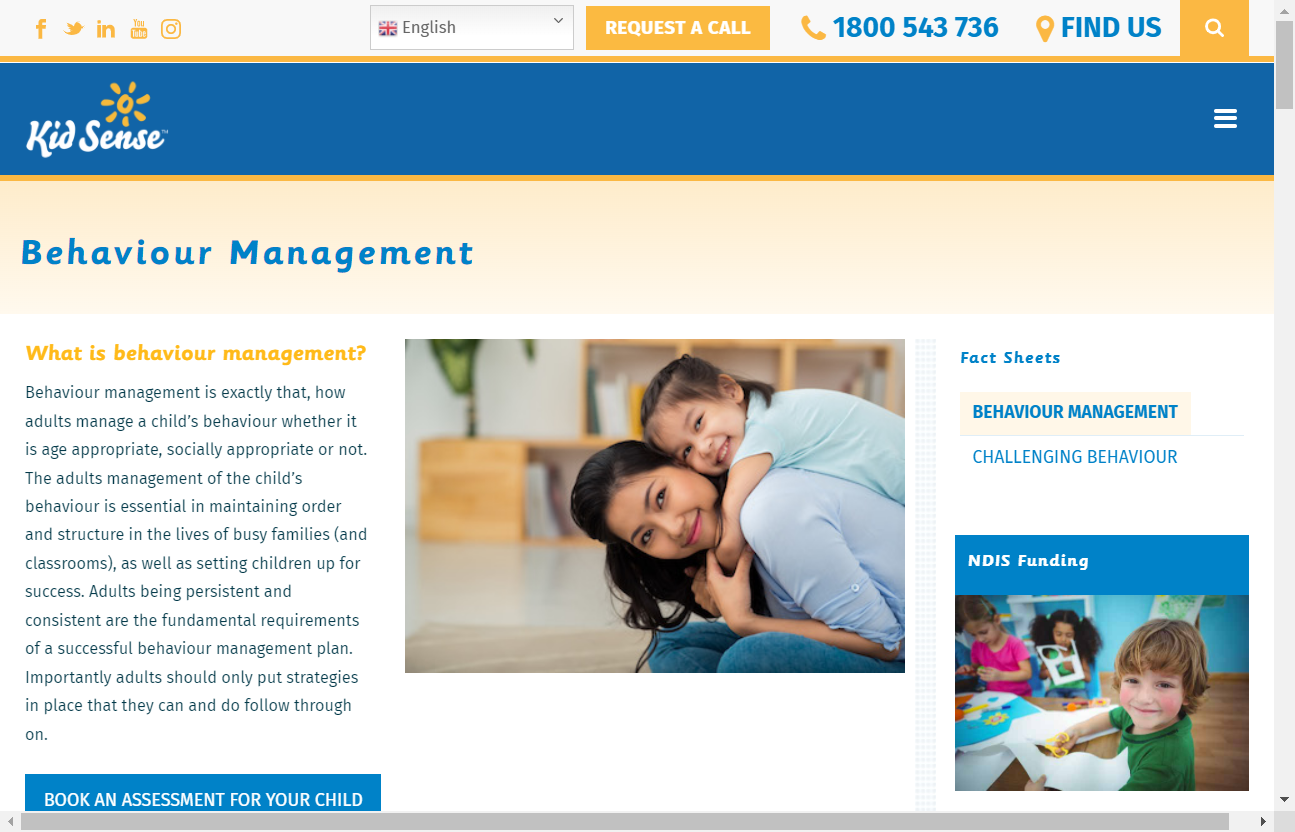 English
REQUEST A CALL
1800 543 736
FIND US
Kid Sense™
Behaviour Management
What is behaviour management?
Behaviour management is exactly that, how
adults manage a child’s behaviour whether it
is age appropriate, socially appropriate or not.
The adults management of the child’s
behaviour is essential in maintaining order
and structure in the lives of busy families (and
classrooms), as well as setting children up for
success. Adults being persistent and
consistent are the fundamental requirements
of a successful behaviour management plan.
Importantly adults should only put strategies
in place that they can and do follow through
on.
BOOK AN ASSESSMENT FOR YOUR CHILD
Fact Sheets
BEHAVIOUR MANAGEMENT
CHALLENGING BEHAVIOUR
NDIS Funding